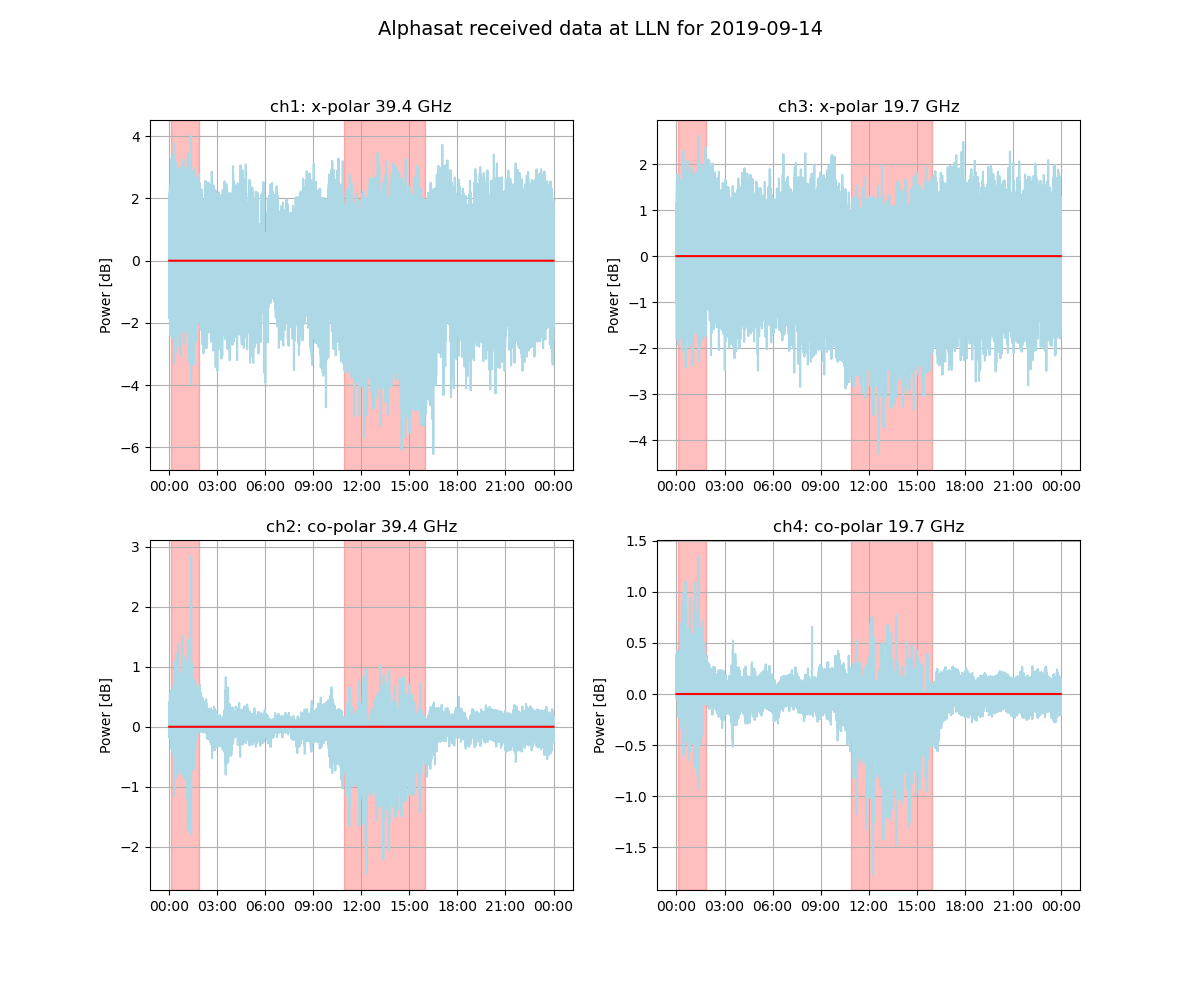 Alphasat received data at LLN for 2019-09-14
ch1: x-polar 39.4 GHz
Power [dB]
4
2
0
−2
−4
−6
00:00 03:00 06:00 09:00 12:00 15:00 18:00 21:00 00:00
ch3: x-polar 19.7 GHz
Power [dB]
2
1
0
−1
−2
−3
−4
00:00 03:00 06:00 09:00 12:00 15:00 18:00 21:00 00:00
ch2: co-polar 39.4 GHz
Power [dB]
3
2
1
0
−1
−2
00:00 03:00 06:00 09:00 12:00 15:00 18:00 21:00 00:00
ch4: co-polar 19.7 GHz
Power [dB]
1.5
1.0
0.5
0.0
−0.5
−1.0
−1.5
00:00 03:00 06:00 09:00 12:00 15:00 18:00 21:00 00:00